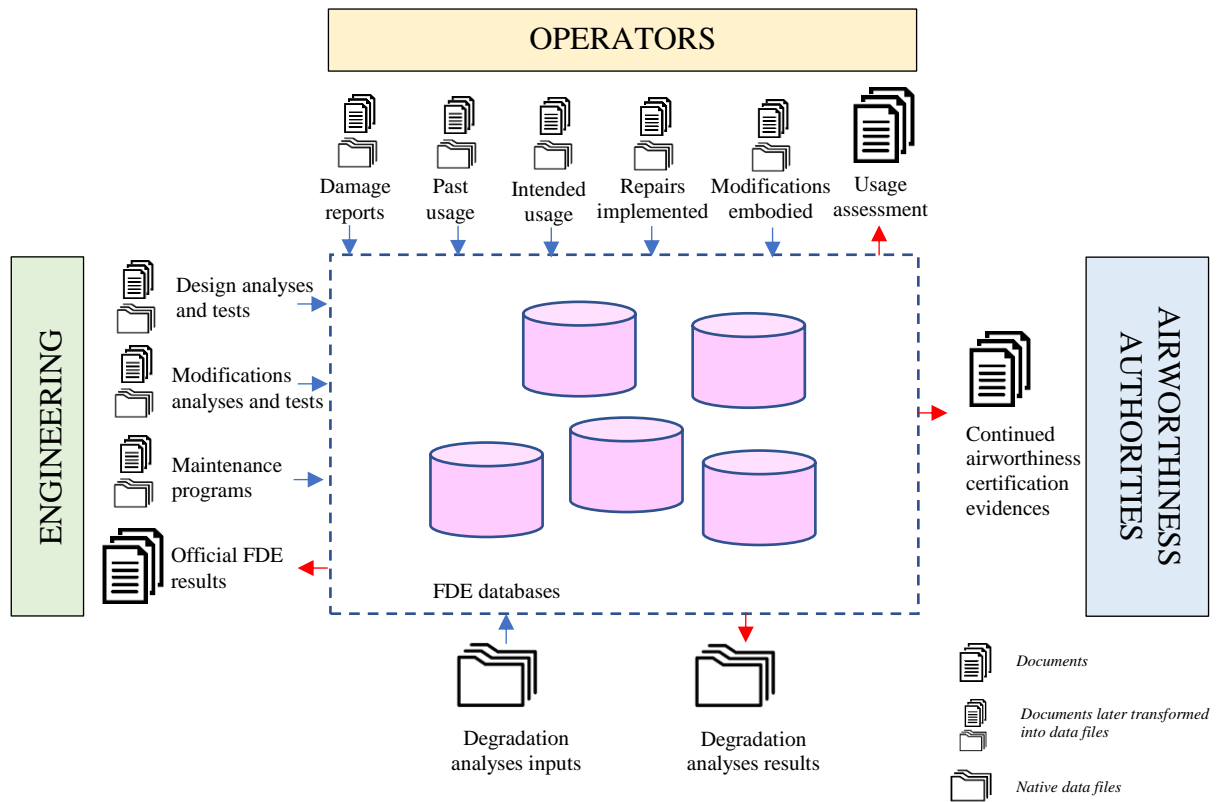 OPERATORS
Damage
reports
Past
usage
Intended
usage
Repairs
implemented
Modifications
embodied
Usage
assessment
ENGINEERING
Design analyses
and tests
Modifications
analyses and tests
Maintenance
programs
Official FDE
results
FDE databases
Continued
airworthiness
certification
evidences
AIRWORTHINESS
AUTHORITIES
Degradation
analyses inputs
Degradation
analyses results
Documents
Documents later transformed
into data files
Native data files